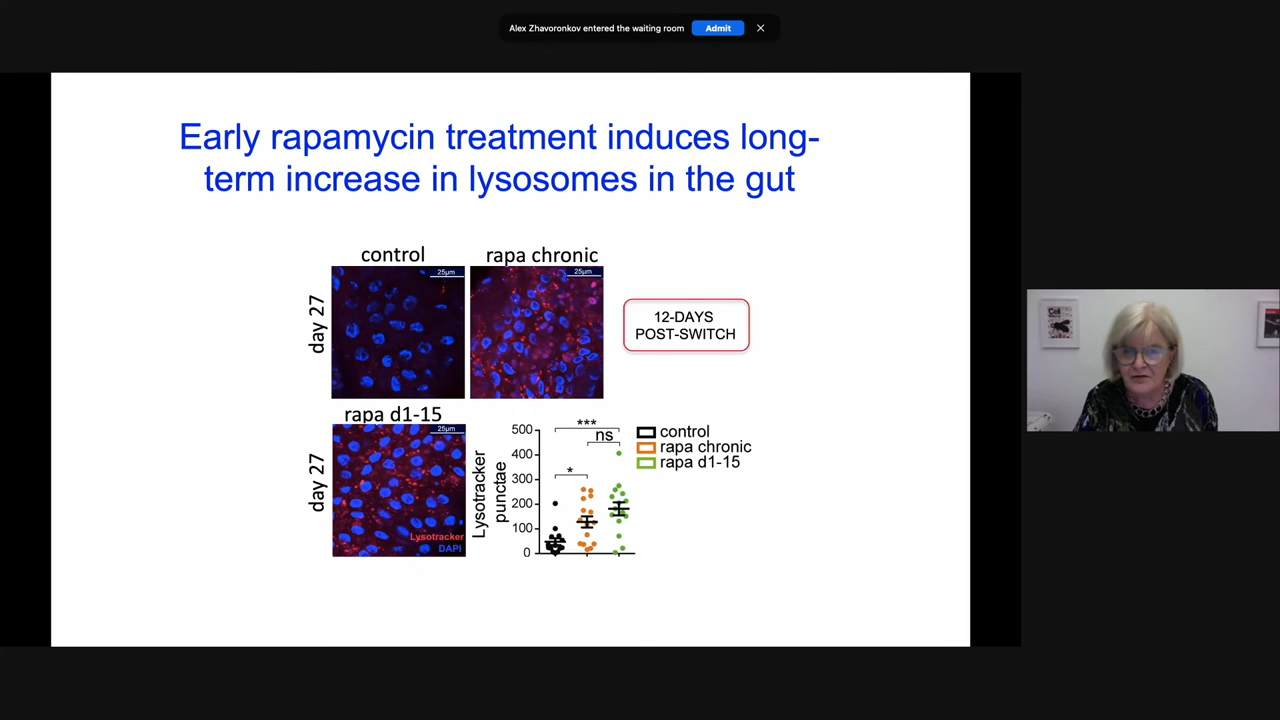 Alex Zhavoronkov entered the waiting room
Admit
Early rapamycin treatment induces long-
term increase in lysosomes in the gut
control
rapa chronic
25µm
25µm
day 27
12-DAYS
POST-SWITCH
rapa d1-15
25µm
day 27
Lysotracker
DAPI
Lysotracker
punctae
500
400
300
200
100
0
***
ns
*
control
rapa chronic
rapa d1-15
Cell